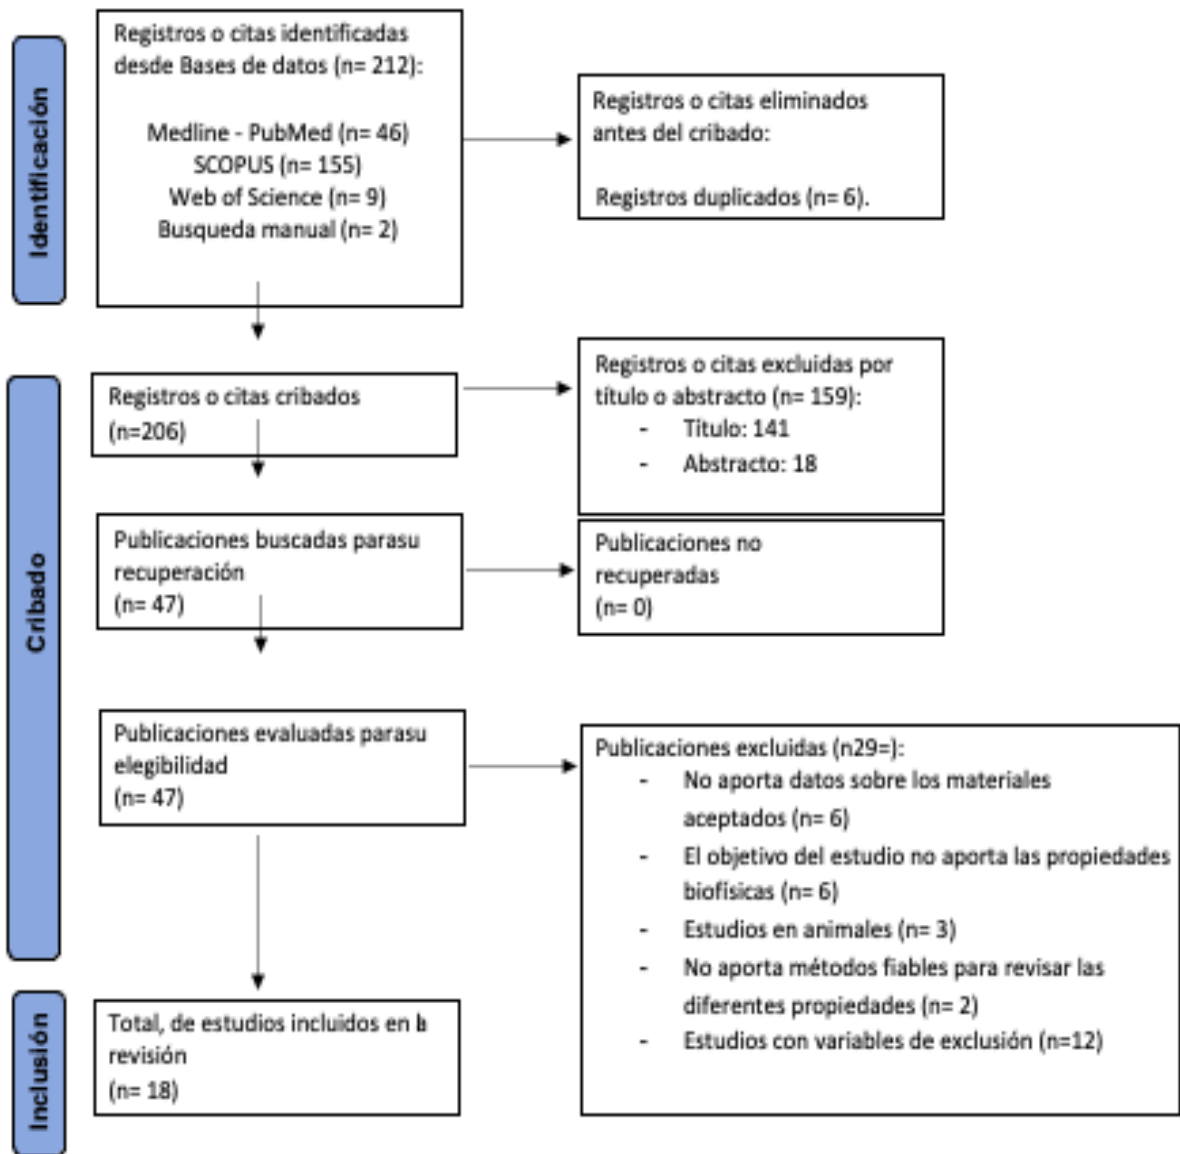 Identificación
Registros o citas identificadas
desde Bases de datos (n= 212):
Medline - PubMed (n= 46)
SCOPUS (n= 155)
Web of Science (n= 9)
Busqueda manual (n= 2)
Registros o citas eliminados
antes del cribado:
Registros duplicados (n= 6).
Cribado
Registros o citas cribados
(n=206)
Registros o citas excluidas por
título o abstracto (n= 159):
- Título: 141
- Abstracto: 18
Publicaciones buscadas parasu
recuperación
(n= 47)
Publicaciones no
recuperadas
(n= 0)
Publicaciones evaluadas parasu
elegibilidad
(n= 47)
Publicaciones excluidas (n29=):
- No aporta datos sobre los materiales
aceptados (n= 6)
- El objetivo del estudio no aporta las propiedades
biofísicas (n= 6)
- Estudios en animales (n= 3)
- No aporta métodos fiables para revisar las
diferentes propiedades (n= 2)
- Estudios con variables de exclusión (n=12)
Inclusión
Total, de estudios incluidos en la
revisión
(n= 18)